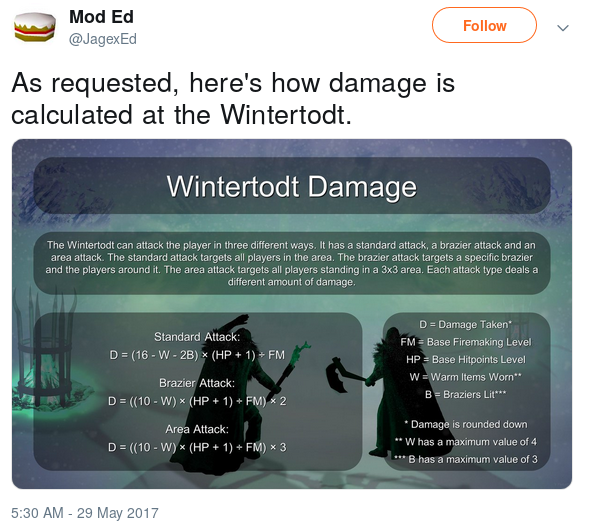 Mod Ed
@JagexEd
Follow
As requested, here's how damage is
calculated at the Wintertodt.
Wintertodt Damage
The Wintertodt can attack the player in three different ways. It has a standard attack, a brazier attack and an
area attack. The standard attack targets all players in the area. The brazier attack targets a specific brazier
and the players around it. The area attack targets all players standing in a 3x3 area. Each attack type deals a
different amount of damage.
Standard Attack:
D = (16 - W - 2B) × (HP + 1) ÷ FM
Brazier Attack:
D = ((10 - W) × (HP + 1) ÷ FM) × 2
Area Attack:
D = ((10 - W) × (HP + 1) ÷ FM) × 3
D = Damage Taken*
FM = Base Firemaking Level
HP = Base Hitpoints Level
W = Warm Items Worn**
B = Braziers Lit***
* Damage is rounded down
** W has a maximum value of 4
*** B has a maximum value of 3
5:30 AM - 29 May 2017